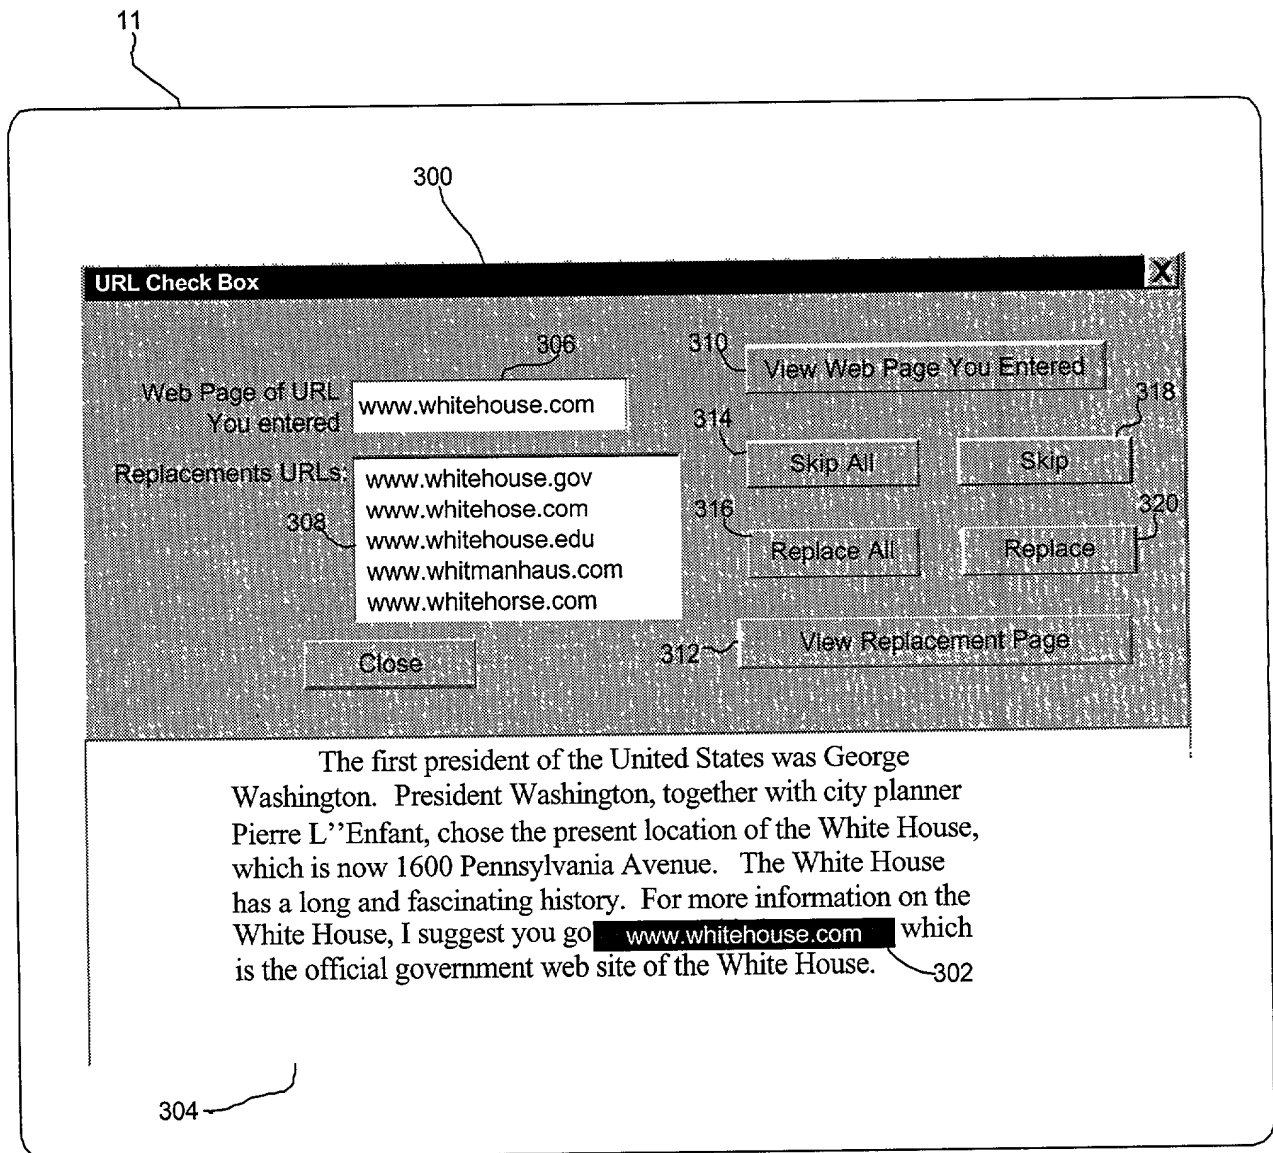 11
300
URL Check Box
X
306
310
View Web Page You Entered
Web Page of URL
You entered
www.whitehouse.com
318
314
Skip All
Skip
Replacements URLs:
www.whitehouse.gov
www.whitehose.com
www.whitehouse.edu
www.whitmanhaus.com
www.whitehorse.com
308
316
320
Replace All
Replace
312
View Replacement Page
Close
The first president of the United States was George
Washington. President Washington, together with city planner
Pierre L’’Enfant, chose the present location of the White House,
which is now 1600 Pennsylvania Avenue. The White House
has a long and fascinating history. For more information on the
White House, I suggest you go www.whitehouse.com which
is the official government web site of the White House.
302
304